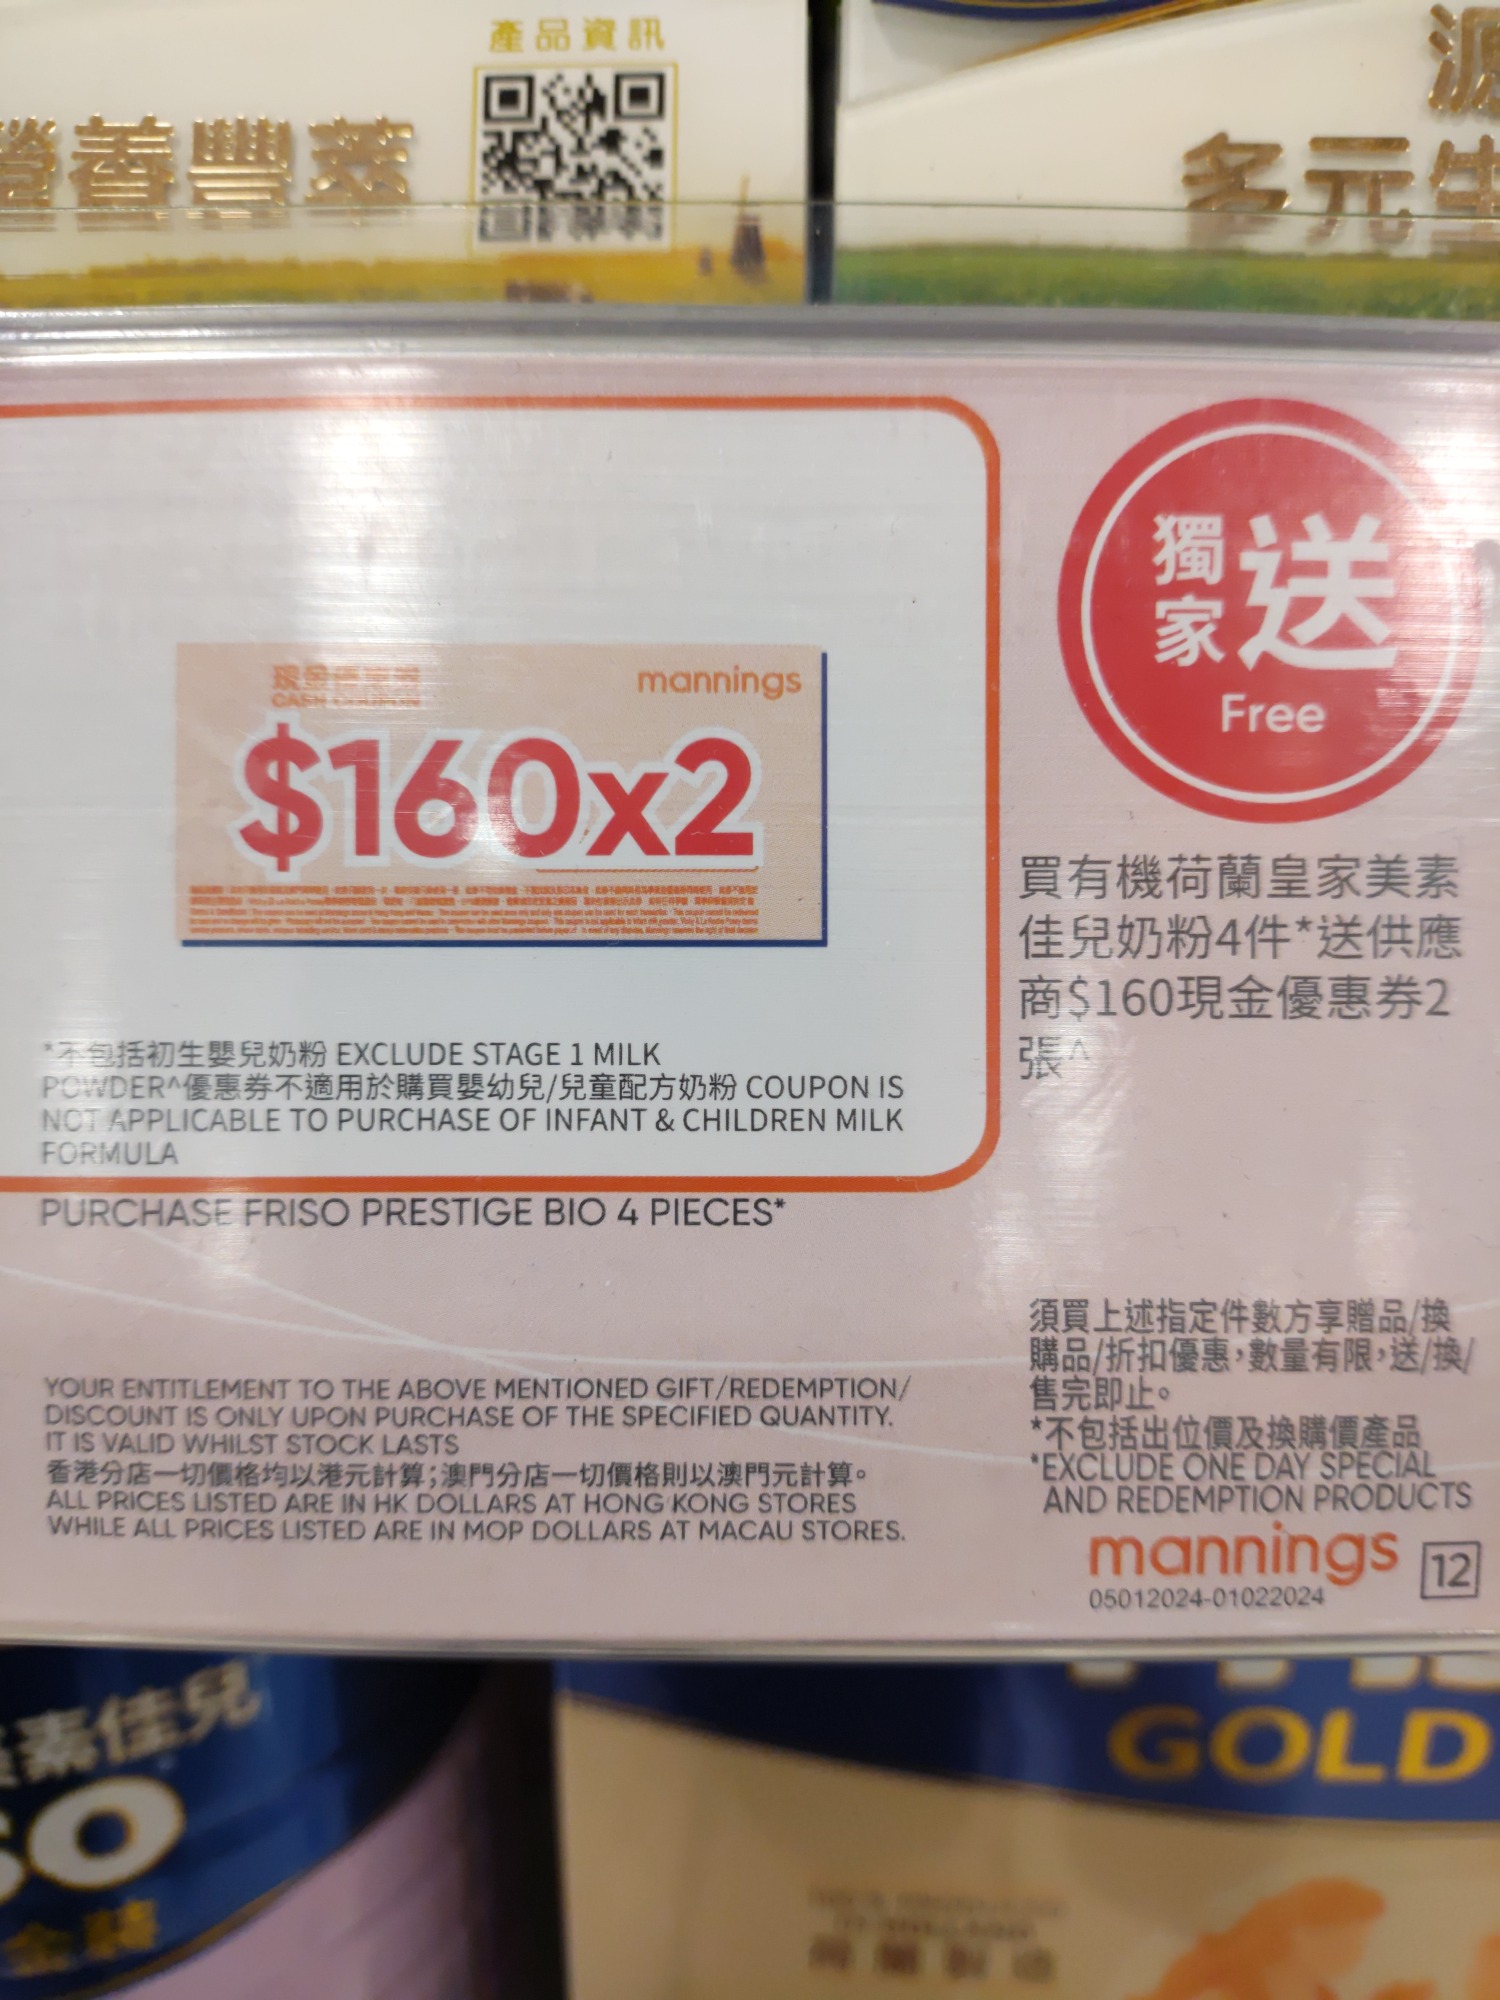 產品資訊
營養豐萃
源
多元生
mannings
$160x2
獨家送
Free
買有機荷蘭皇家美素
佳兒奶粉4件*送供應
商$160現金優惠券2
張^
*不包括初生嬰兒奶粉 EXCLUDE STAGE 1 MILK
POWDER^優惠券不適用於購買嬰幼兒/兒童配方奶粉 COUPON IS
NOT APPLICABLE TO PURCHASE OF INFANT & CHILDREN MILK
FORMULA
PURCHASE FRISO PRESTIGE BIO 4 PIECES*
須買上述指定件數方享贈品/換
購品/折扣優惠，數量有限，送/換/
售完即止。
*不包括出位價及換購價產品
*EXCLUDE ONE DAY SPECIAL
AND REDEMPTION PRODUCTS
YOUR ENTITLEMENT TO THE ABOVE MENTIONED GIFT/REDEMPTION/
DISCOUNT IS ONLY UPON PURCHASE OF THE SPECIFIED QUANTITY.
IT IS VALID WHILST STOCK LASTS
香港分店一切價格均以港元計算;澳門分店一切價格則以澳門元計算。
ALL PRICES LISTED ARE IN HK DOLLARS AT HONG KONG STORES
WHILE ALL PRICES LISTED ARE IN MOP DOLLARS AT MACAU STORES.
mannings 12
05012024-01022024
素佳兒
SO
金裝
GOLD